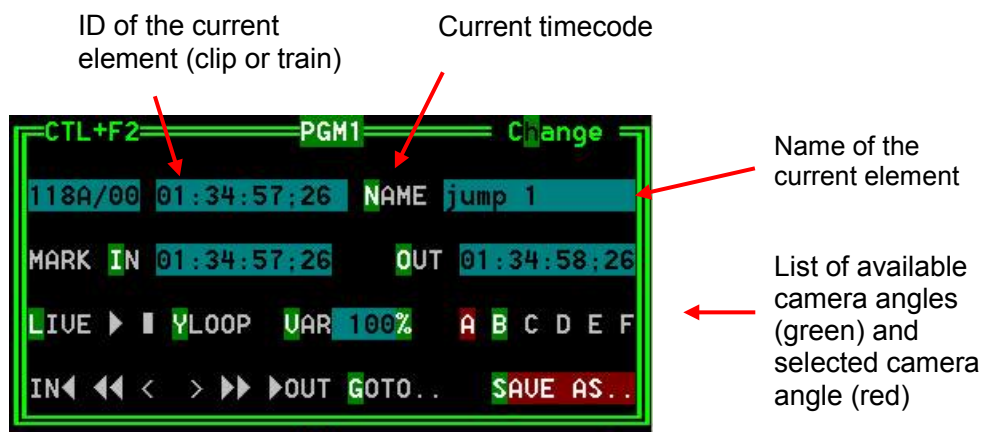 ID of the current
element (clip or train)
Current timecode
CTL+F2 PGM1 Change
118A/00 01:34:57;26 NAME jump 1
Name of the
current element
MARK IN 01:34:57;26 OUT 01:34:58;26
LIVE ▶ ▮ YLOOP VAR 100% A B C D E F
List of available
camera angles
(green) and
selected camera
angle (red)
IN◀ ◀◀ < > ▶▶ ▶OUT GOTO.. SAVE AS..